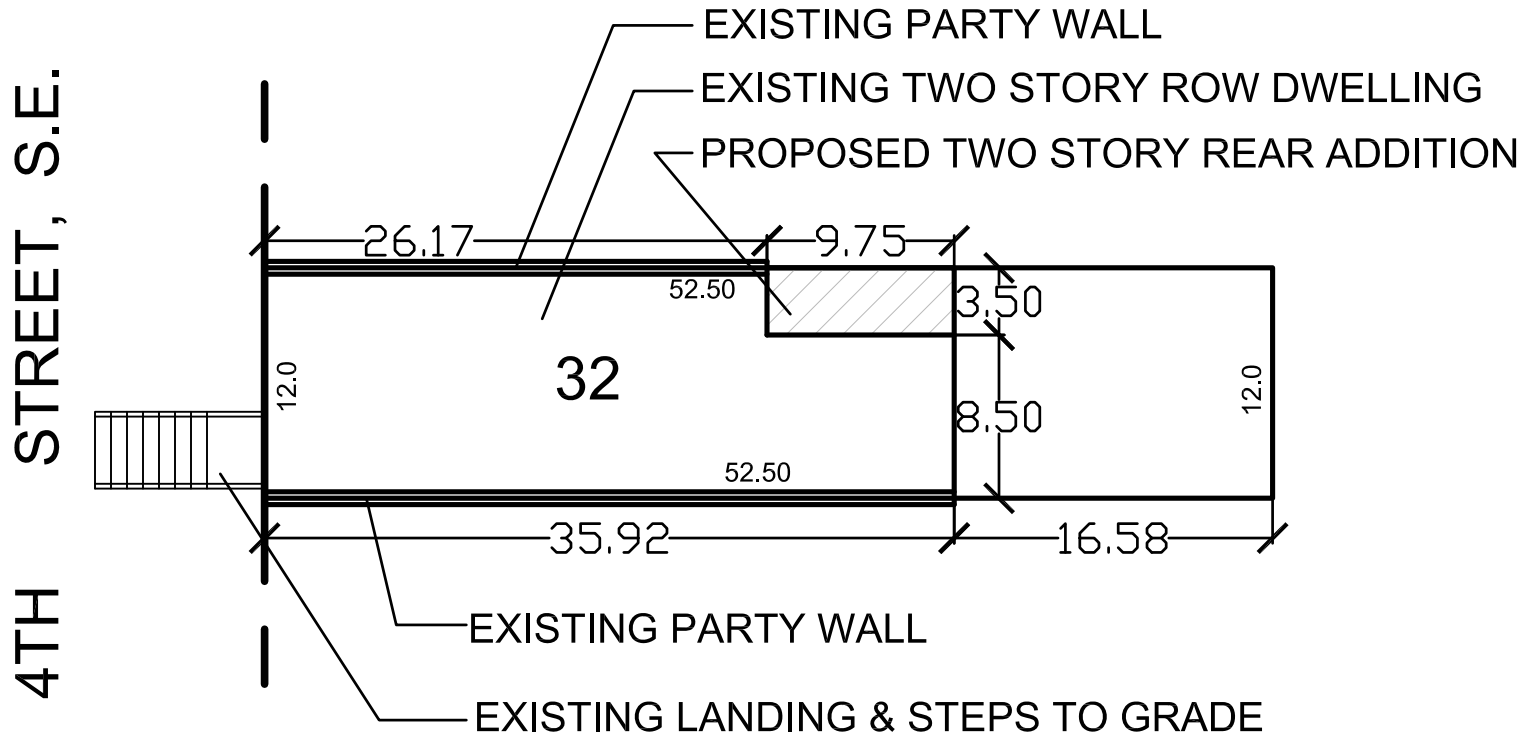 EXISTING PARTY WALL
EXISTING TWO STORY ROW DWELLING
PROPOSED TWO STORY REAR ADDITION
4TH STREET, S.E.
26.17
9.75
52.50
3.50
12.0
32
12.0
8.50
52.50
35.92
16.58
EXISTING PARTY WALL
EXISTING LANDING & STEPS TO GRADE